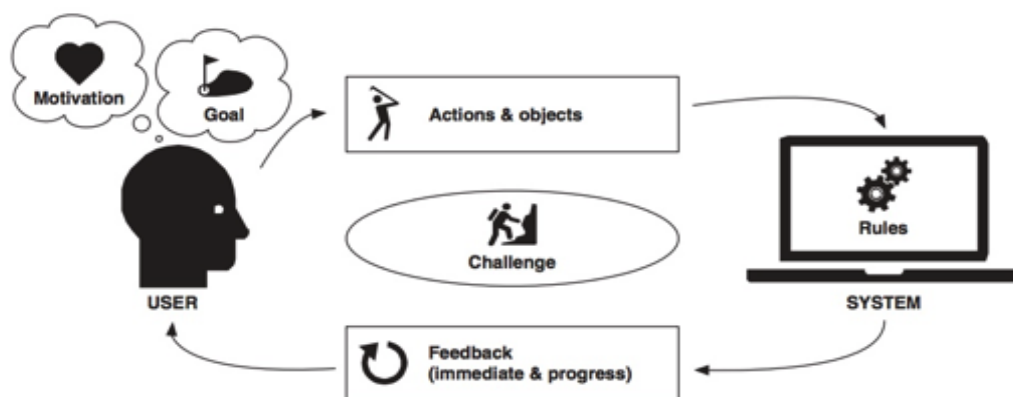 Motivation
Goal
Actions & objects
Rules
Challenge
USER
SYSTEM
Feedback
(immediate & progress)